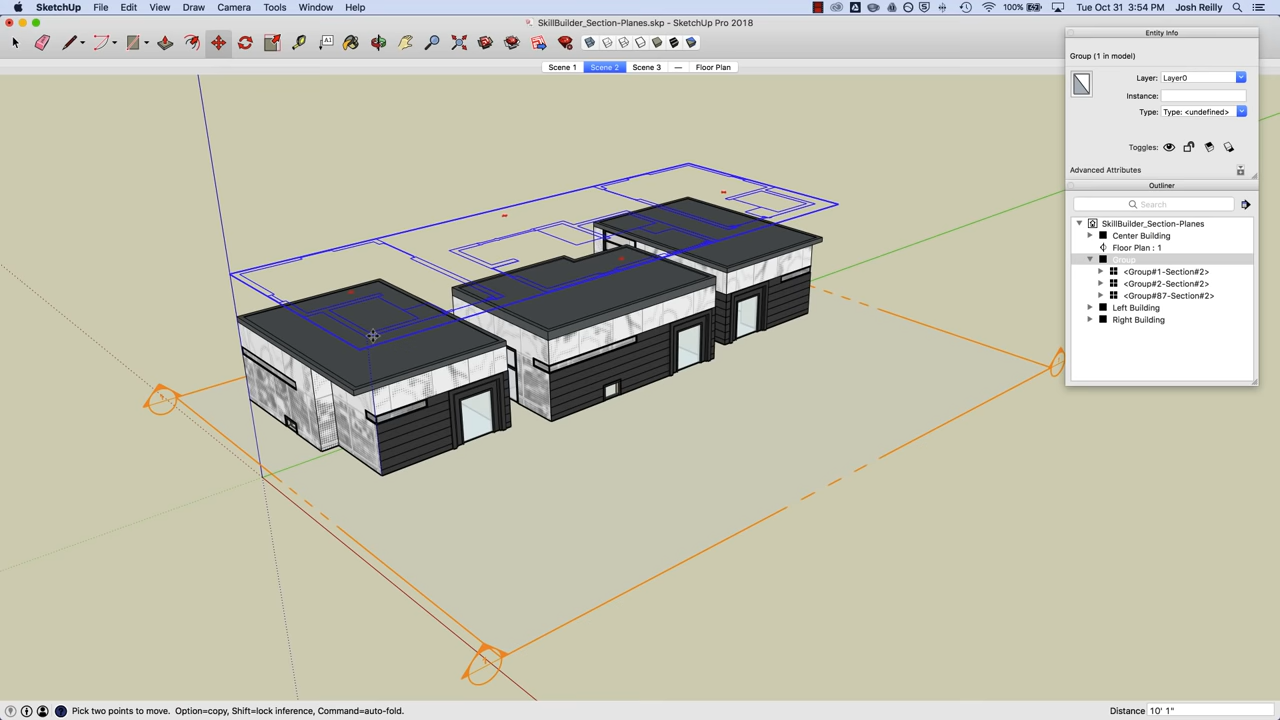 SketchUp File Edit View Draw Camera Tools Window Help
100% Tue Oct 31 3:54 PM Josh Reilly
SkillBuilder_Section-Planes.skp - SketchUp Pro 2018
Scene 1 Scene 2 Scene 3 — Floor Plan
Entity Info
Group (1 in model)
Layer: Layer0
Instance:
Type: Type: <undefined>
Toggles:
Advanced Attributes
Outliner
Search
SkillBuilder_Section-Planes
Center Building
Floor Plan : 1
Group
<Group#1-Section#2>
<Group#2-Section#2>
<Group#87-Section#2>
Left Building
Right Building
Pick two points to move. Option=copy, Shift=lock inference, Command=auto-fold.
Distance 10' 1"